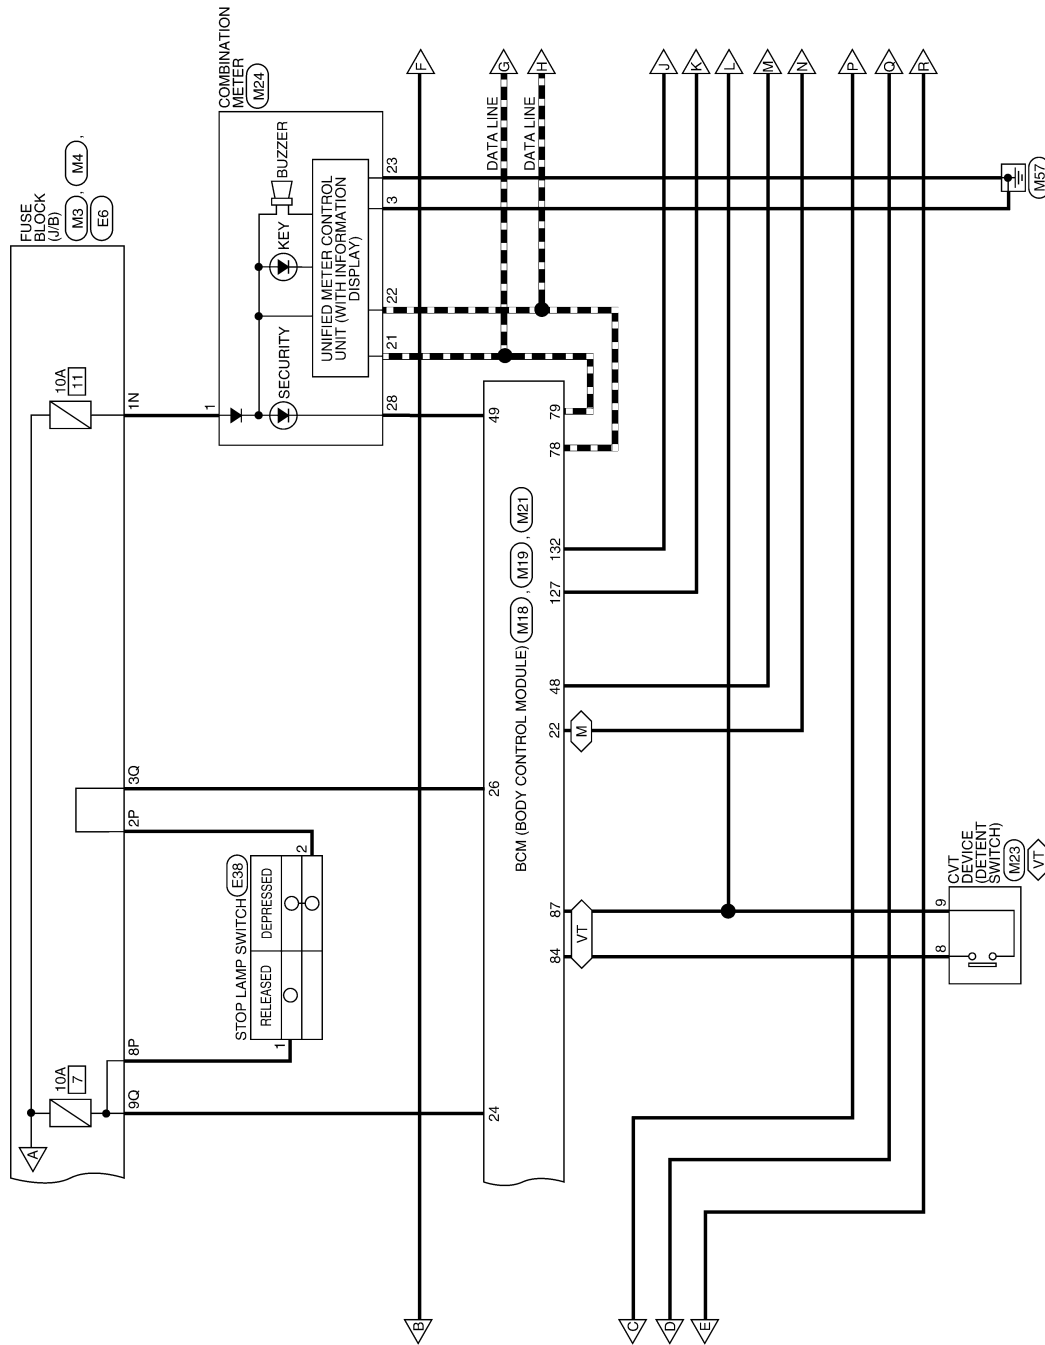 FUSE
BLOCK
(J/B)
M3 , M4 ,
E6
10A
11
1N
10A
7
A
3Q
2P
8P
9Q
COMBINATION
METER
M24
BUZZER
KEY
SECURITY
UNIFIED METER CONTROL
UNIT (WITH INFORMATION
DISPLAY)
1
23
3
22
21
28
STOP LAMP SWITCH E38
RELEASED
DEPRESSED
1
2
B
F
G
H
DATA LINE
DATA LINE
BCM (BODY CONTROL MODULE) M18 , M19 , M21
49
26
24
79
78
132
127
48
22
87
84
M
VT
J
K
L
M
N
P
Q
R
C
D
E
CVT
DEVICE
(DETENT
SWITCH)
M23
VT
9
8
M57